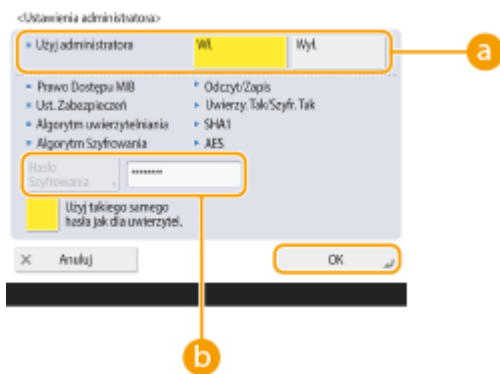 <Ustawienia administratora>
Użyj administratora Wł. Wył.
a
Prawo Dostępu MIB Odczyt/Zapis
Ust. Zabezpieczeń Uwierzy. Tak/Szyfr. Tak
Algorytm uwierzytelniania SHA1
Algorytm Szyfrowania AES
Hasło
Szyfrowania ********
Użyj takiego samego
hasła jak dla uwierzytel.
Anuluj OK
b